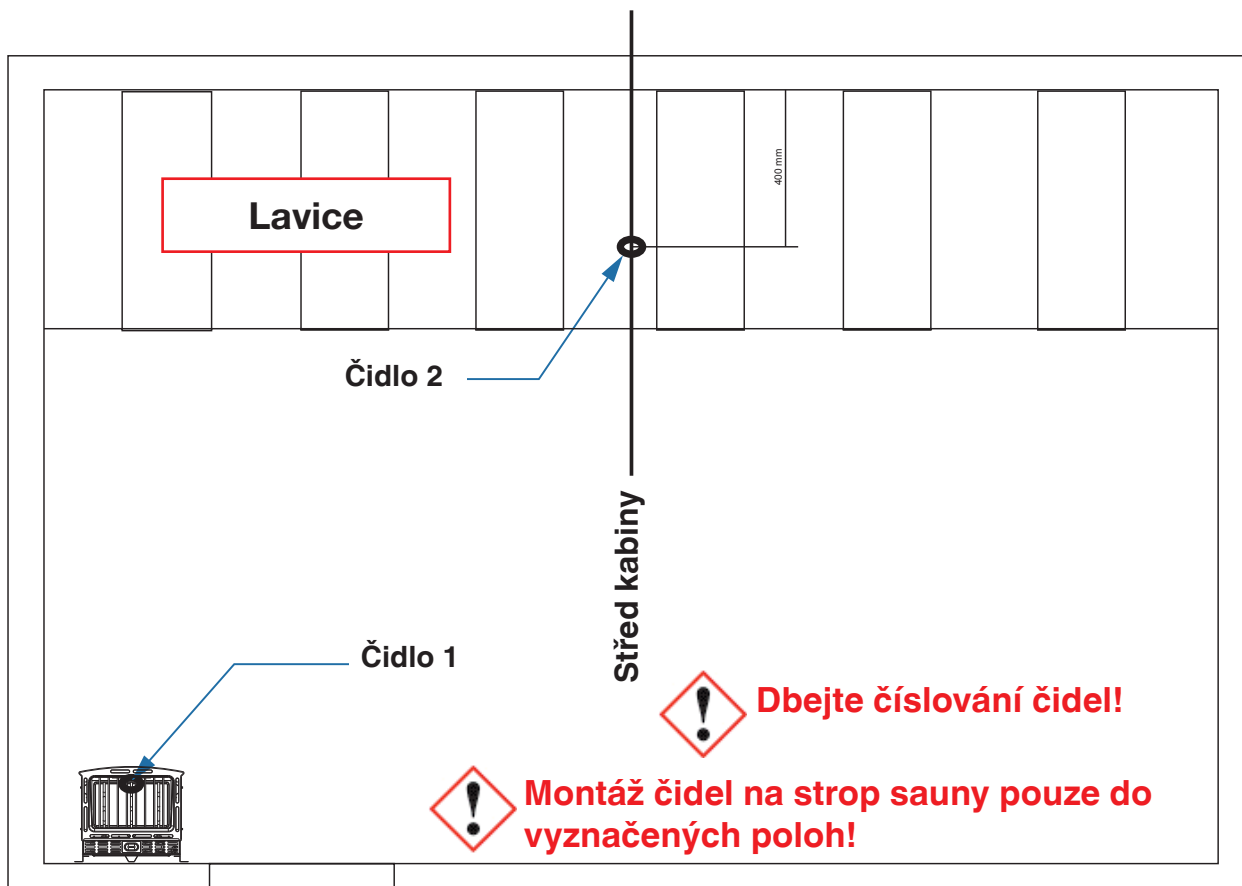 400 mm
Lavice
Čidlo 2
Střed kabiny
Čidlo 1
Dbejte číslování čidel!
Montáž čidel na strop sauny pouze do
vyznačených poloh!